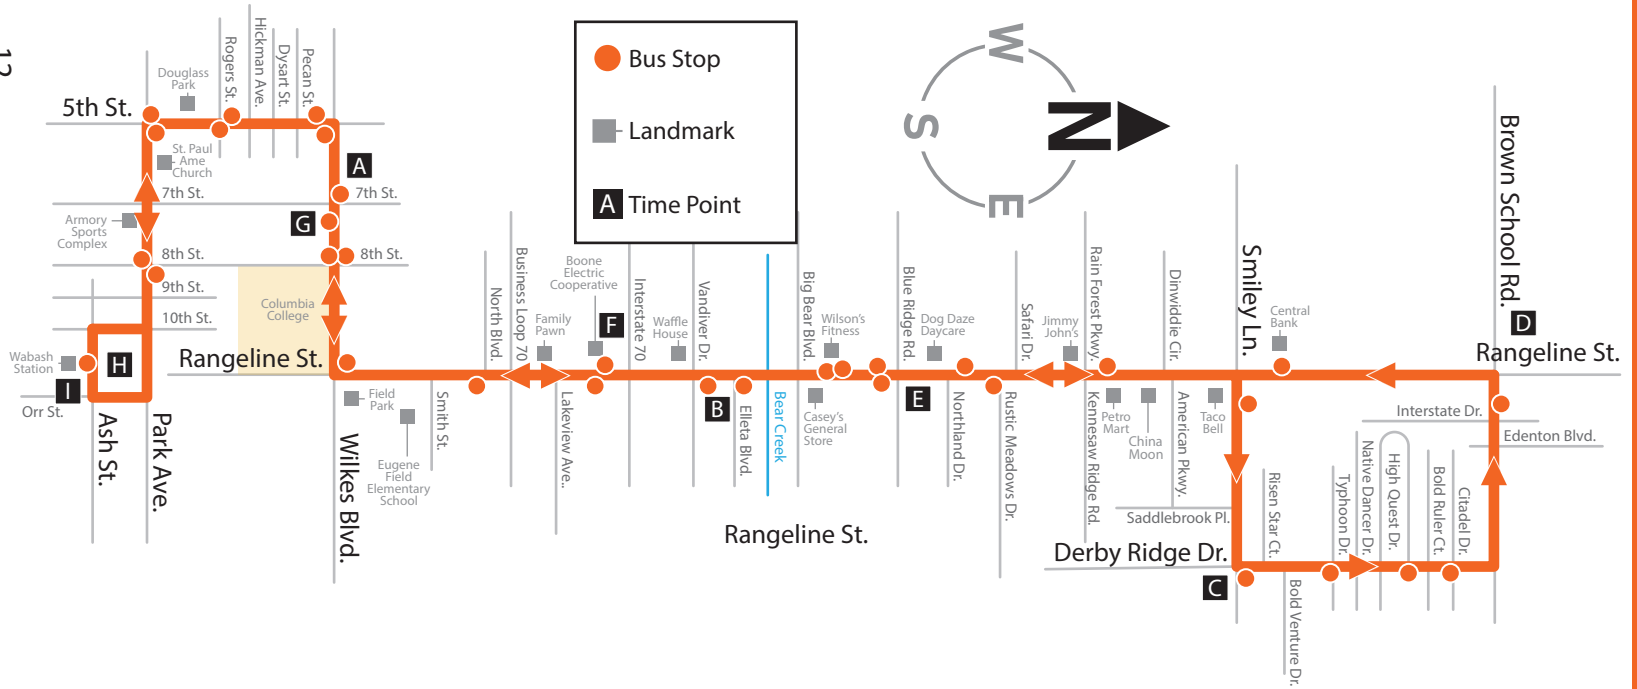 12
Bus Stop
Landmark
A Time Point
W
N
S
E
5th St.
Douglass
Park
Rogers St.
Hickman Ave.
Dysart St.
Pecan St.
St. Paul
Ame
Church
A
7th St.
7th St.
G
Armory
Sports
Complex
8th St.
8th St.
9th St.
10th St.
Columbia
College
Rangeline St.
Wabash
Station
H
I
Orr St.
Ash St.
Park Ave.
Wilkes Blvd.
Field
Park
Eugene
Field
Elementary
School
Smith St.
North Blvd.
Business Loop 70
Family
Pawn
Lakeview Ave..
Boone
Electric
Cooperative
F
Interstate 70
Waffle
House
Vandiver Dr.
B
Elleta Blvd.
Bear Creek
Big Bear Blvd.
Wilson's
Fitness
Casey's
General
Store
Blue Ridge Rd.
E
Dog Daze
Daycare
Northland Dr.
Safari Dr.
Rustic Meadows Dr.
Jimmy
John's
Rain Forest Pkwy.
Kennesaw Ridge Rd.
Petro
Mart
China
Moon
Dinwiddie Cir.
American Pkwy.
Taco
Bell
Saddlebrook Pl.
Smiley Ln.
Central
Bank
Rangeline St.
Derby Ridge Dr.
C
Risen Star Ct.
Bold Venture Dr.
Typhoon Dr.
Native Dancer Dr.
High Quest Dr.
Bold Ruler Ct.
Citadel Dr.
Interstate Dr.
Edenton Blvd.
Brown School Rd.
D
Rangeline St.